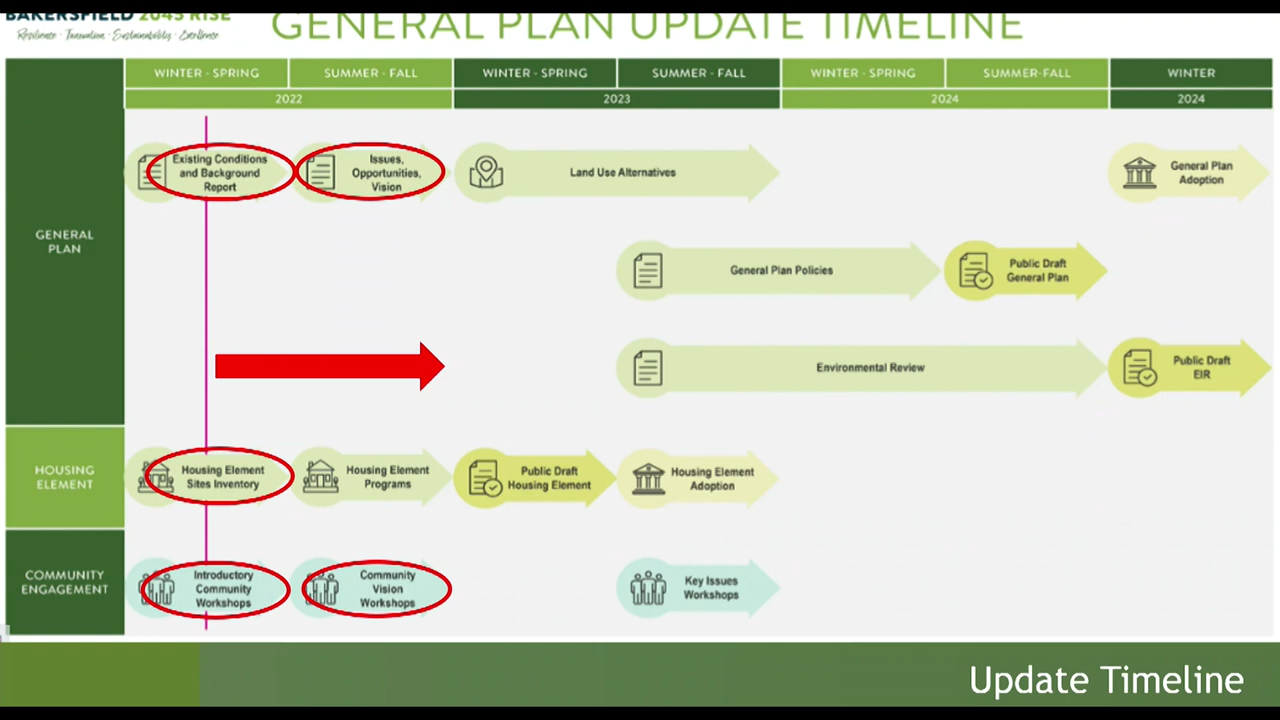 BAKERSFIELD 2045 RISE
Resilience · Innovation · Sustainability · Excellence
GENERAL PLAN UPDATE TIMELINE
WINTER - SPRING
SUMMER - FALL
WINTER - SPRING
SUMMER - FALL
WINTER - SPRING
SUMMER-FALL
WINTER
2022
2023
2024
2024
GENERAL
PLAN
Existing Conditions
and Background
Report
Issues,
Opportunities,
Vision
Land Use Alternatives
General Plan
Adoption
General Plan Policies
Public Draft
General Plan
Environmental Review
Public Draft
EIR
HOUSING
ELEMENT
Housing Element
Sites Inventory
Housing Element
Programs
Public Draft
Housing Element
Housing Element
Adoption
COMMUNITY
ENGAGEMENT
Introductory
Community
Workshops
Community
Vision
Workshops
Key Issues
Workshops
Update Timeline